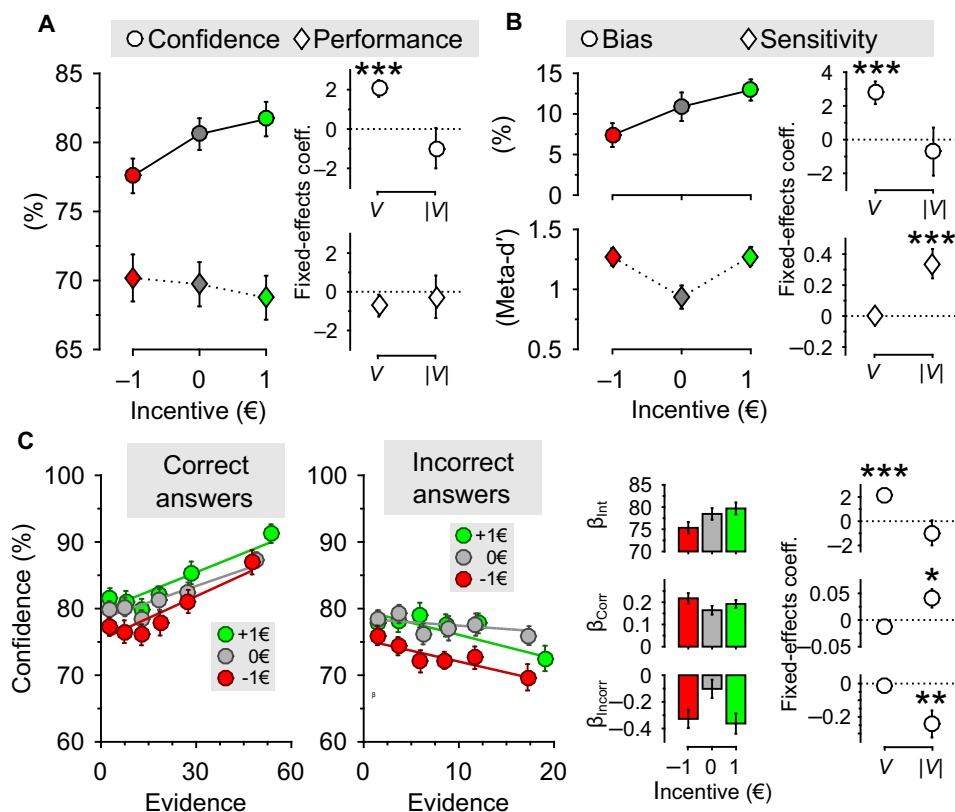 A
Confidence Performance
85
80
75
70
65
(%)
−1 0 1
Incentive (€)
***
2
0
−2
V |V|
2
0
−2
V |V|
Fixed-effects coeff.
B
Bias Sensitivity
15
10
5
0
(%)
1.5
1
0.5
(Meta-d′)
−1 0 1
Incentive (€)
***
4
2
0
−2
V |V|
***
0.4
0.2
0
−0.2
V |V|
Fixed-effects coeff.
C
Correct
answers
100
90
80
70
60
Confidence (%)
+1€
0€
-1€
0 30 60
Evidence
Incorrect
answers
100
90
80
70
60
+1€
0€
-1€
β
0 10 20
Evidence
85
80
75
70
βInt
0.2
0.1
0
βCorr
0
−0.2
−0.4
βIncorr
−1 0 1
Incentive (€)
***
2
0
−2
*
0.05
0
−0.05
**
0
−0.2
V |V|
Fixed-effects coeff.